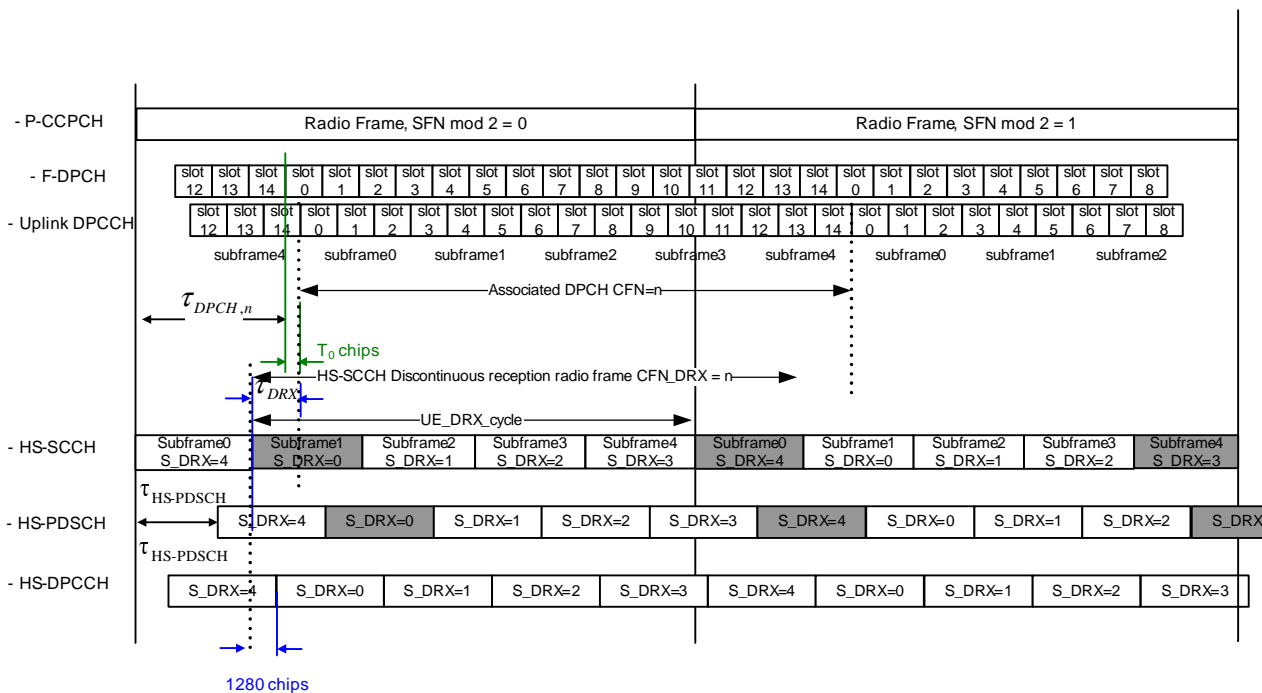 - P-CCPCH
Radio Frame, SFN mod 2 = 0
Radio Frame, SFN mod 2 = 1
- F-DPCH
slot 12 slot 13 slot 14 slot 0 slot 1 slot 2 slot 3 slot 4 slot 5 slot 6 slot 7 slot 8 slot 9 slot 10 slot 11 slot 12 slot 13 slot 14 slot 0 slot 1 slot 2 slot 3 slot 4 slot 5 slot 6 slot 7 slot 8
- Uplink DPCCH
slot 12 slot 13 slot 14 slot 0 slot 1 slot 2 slot 3 slot 4 slot 5 slot 6 slot 7 slot 8 slot 9 slot 10 slot 11 slot 12 slot 13 slot 14 slot 0 slot 1 slot 2 slot 3 slot 4 slot 5 slot 6 slot 7 slot 8
subframe4 subframe0 subframe1 subframe2 subframe3 subframe4 subframe0 subframe1 subframe2
Associated DPCH CFN=n
τ_DPCH,n
T₀ chips
HS-SCCH Discontinuous reception radio frame CFN_DRX = n
τ_DRX
UE_DRX_cycle
- HS-SCCH
Subframe0 Subframe1 Subframe2 Subframe3 Subframe4 Subframe0 Subframe1 Subframe2 Subframe3 Subframe4
S_DRX=4 S_DRX=0 S_DRX=1 S_DRX=2 S_DRX=3 S_DRX=4 S_DRX=0 S_DRX=1 S_DRX=2 S_DRX=3
τ_HS-PDSCH
- HS-PDSCH
S_DRX=4 S_DRX=0 S_DRX=1 S_DRX=2 S_DRX=3 S_DRX=4 S_DRX=0 S_DRX=1 S_DRX=2 S_DRX
τ_HS-PDSCH
- HS-DPCCH
S_DRX=4 S_DRX=0 S_DRX=1 S_DRX=2 S_DRX=3 S_DRX=4 S_DRX=0 S_DRX=1 S_DRX=2 S_DRX=3
1280 chips